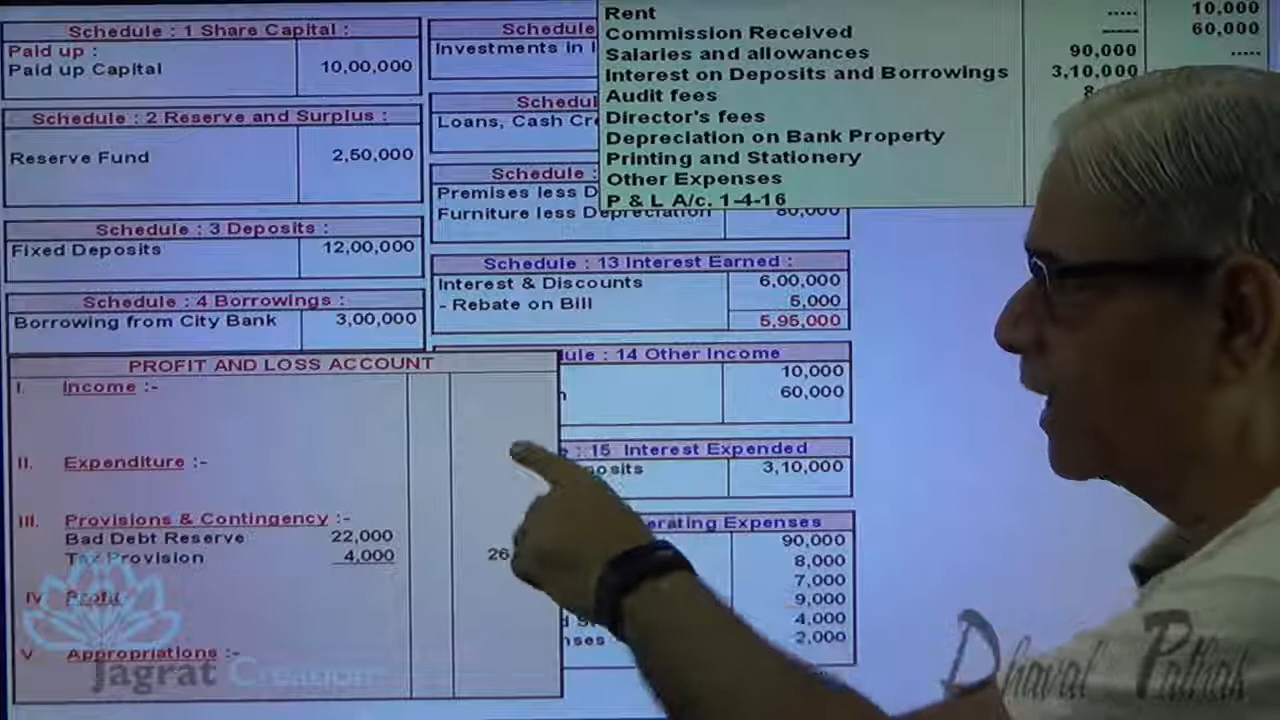 Schedule : 1 Share Capital :
Paid up :
Paid up Capital 10,00,000
Schedule : 2 Reserve and Surplus :
Reserve Fund 2,50,000
Schedule : 3 Deposits :
Fixed Deposits 12,00,000
Schedule : 4 Borrowings :
Borrowing from City Bank 3,00,000
Investments in
Loans, Cash
Schedule :
Premises less
Furniture less Depreciation 80,000
Schedule : 13 Interest Earned :
Interest & Discounts 6,00,000
- Rebate on Bill 5,000
5,95,000
: 14 Other Income
10,000
60,000
: 15 Interest Expended
3,10,000
Expenses
90,000
8,000
7,000
9,000
4,000
2,000
Rent ..... 10,000
Commission Received ..... 60,000
Salaries and allowances 90,000 .....
Interest on Deposits and Borrowings 3,10,000
Audit fees
Director's fees
Depreciation on Bank Property
Printing and Stationery
Other Expenses
P & L A/c. 1-4-16
PROFIT AND LOSS ACCOUNT
I. Income :-
II. Expenditure :-
III. Provisions & Contingency :-
Bad Debt Reserve 22,000
Tax Provision 4,000 26
IV. Profit
V Appropriations :-
Jagrat Creation
Dhaval Pathak